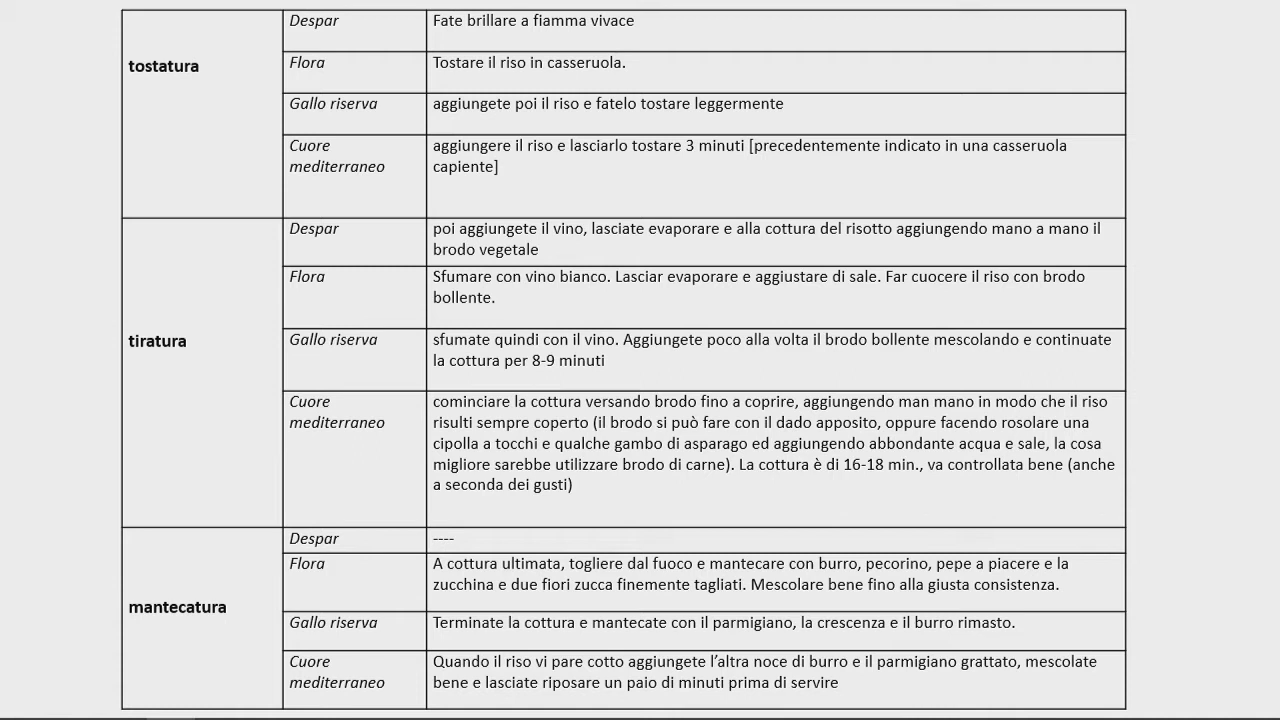 tostatura
Despar
Fate brillare a fiamma vivace
Flora
Tostare il riso in casseruola.
Gallo riserva
aggiungete poi il riso e fatelo tostare leggermente
Cuore
mediterraneo
aggiungere il riso e lasciarlo tostare 3 minuti [precedentemente indicato in una casseruola
capiente]
tiratura
Despar
poi aggiungete il vino, lasciate evaporare e alla cottura del risotto aggiungendo mano a mano il
brodo vegetale
Flora
Sfumare con vino bianco. Lasciar evaporare e aggiustare di sale. Far cuocere il riso con brodo
bollente.
Gallo riserva
sfumate quindi con il vino. Aggiungete poco alla volta il brodo bollente mescolando e continuate
la cottura per 8-9 minuti
Cuore
mediterraneo
cominciare la cottura versando brodo fino a coprire, aggiungendo man mano in modo che il riso
risulti sempre coperto (il brodo si può fare con il dado apposito, oppure facendo rosolare una
cipolla a tocchi e qualche gambo di asparago ed aggiungendo abbondante acqua e sale, la cosa
migliore sarebbe utilizzare brodo di carne). La cottura è di 16-18 min., va controllata bene (anche
a seconda dei gusti)
mantecatura
Despar
----
Flora
A cottura ultimata, togliere dal fuoco e mantecare con burro, pecorino, pepe a piacere e la
zucchina e due fiori zucca finemente tagliati. Mescolare bene fino alla giusta consistenza.
Gallo riserva
Terminate la cottura e mantecate con il parmigiano, la crescenza e il burro rimasto.
Cuore
mediterraneo
Quando il riso vi pare cotto aggiungete l’altra noce di burro e il parmigiano grattato, mescolate
bene e lasciate riposare un paio di minuti prima di servire